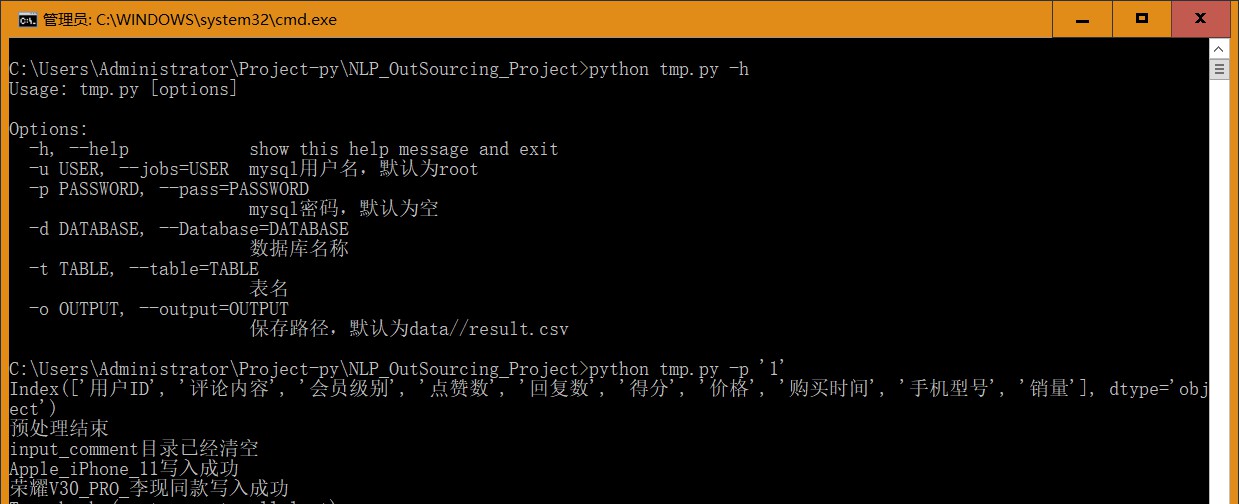 管理员: C:\WINDOWS\system32\cmd.exe
C:\Users\Administrator\Project-py\NLP_OutSourcing_Project>python tmp.py -h
Usage: tmp.py [options]
Options:
-h, --help show this help message and exit
-u USER, --jobs=USER mysql用户名，默认为root
-p PASSWORD, --pass=PASSWORD
mysql密码，默认为空
-d DATABASE, --Database=DATABASE
数据库名称
-t TABLE, --table=TABLE
表名
-o OUTPUT, --output=OUTPUT
保存路径，默认为data//result.csv
C:\Users\Administrator\Project-py\NLP_OutSourcing_Project>python tmp.py -p '1'
Index(['用户ID', '评论内容', '会员级别', '点赞数', '回复数', '得分', '价格', '购买时间', '手机型号', '销量'], dtype='obj
ect')
预处理结束
input_comment目录已经清空
Apple_iPhone_11写入成功
荣耀V30_PRO_李现同款写入成功